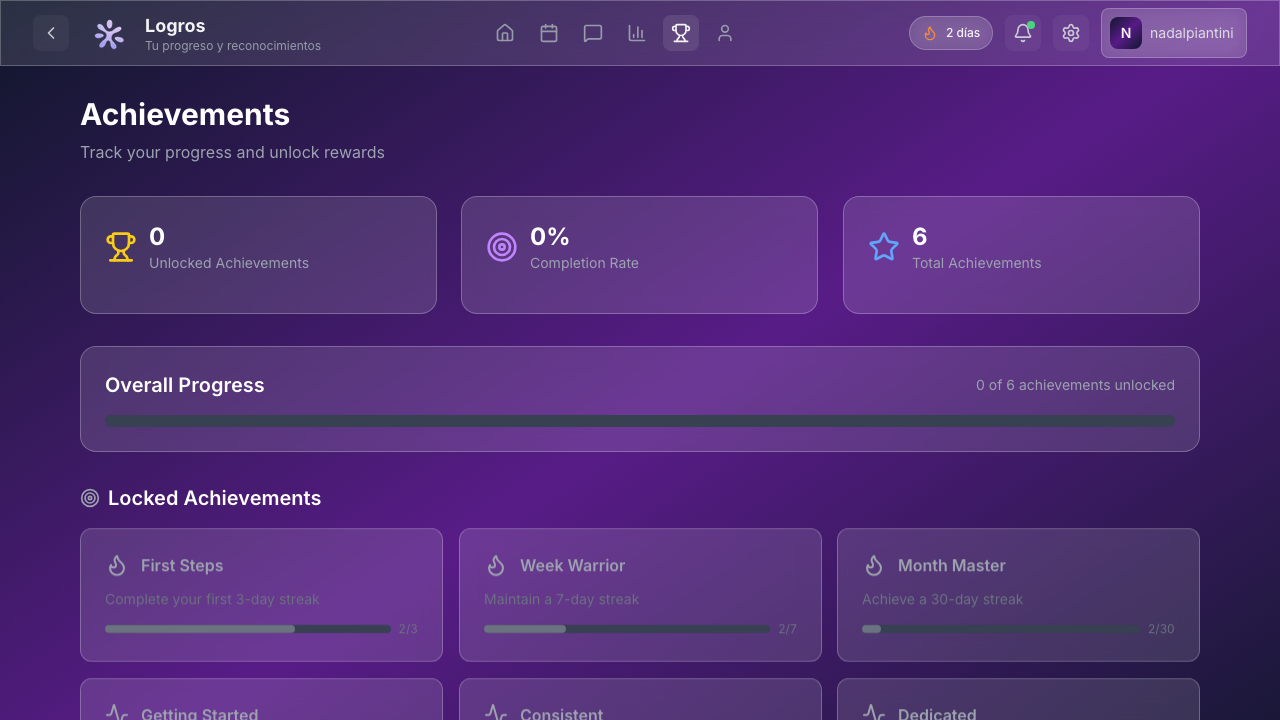 Logros
Tu progreso y reconocimientos
2 días
N
nadalpiantini
Achievements
Track your progress and unlock rewards
0
Unlocked Achievements
0%
Completion Rate
6
Total Achievements
Overall Progress
0 of 6 achievements unlocked
Locked Achievements
First Steps
Complete your first 3-day streak
2/3
Week Warrior
Maintain a 7-day streak
2/7
Month Master
Achieve a 30-day streak
2/30
Getting Started
Consistent
Dedicated